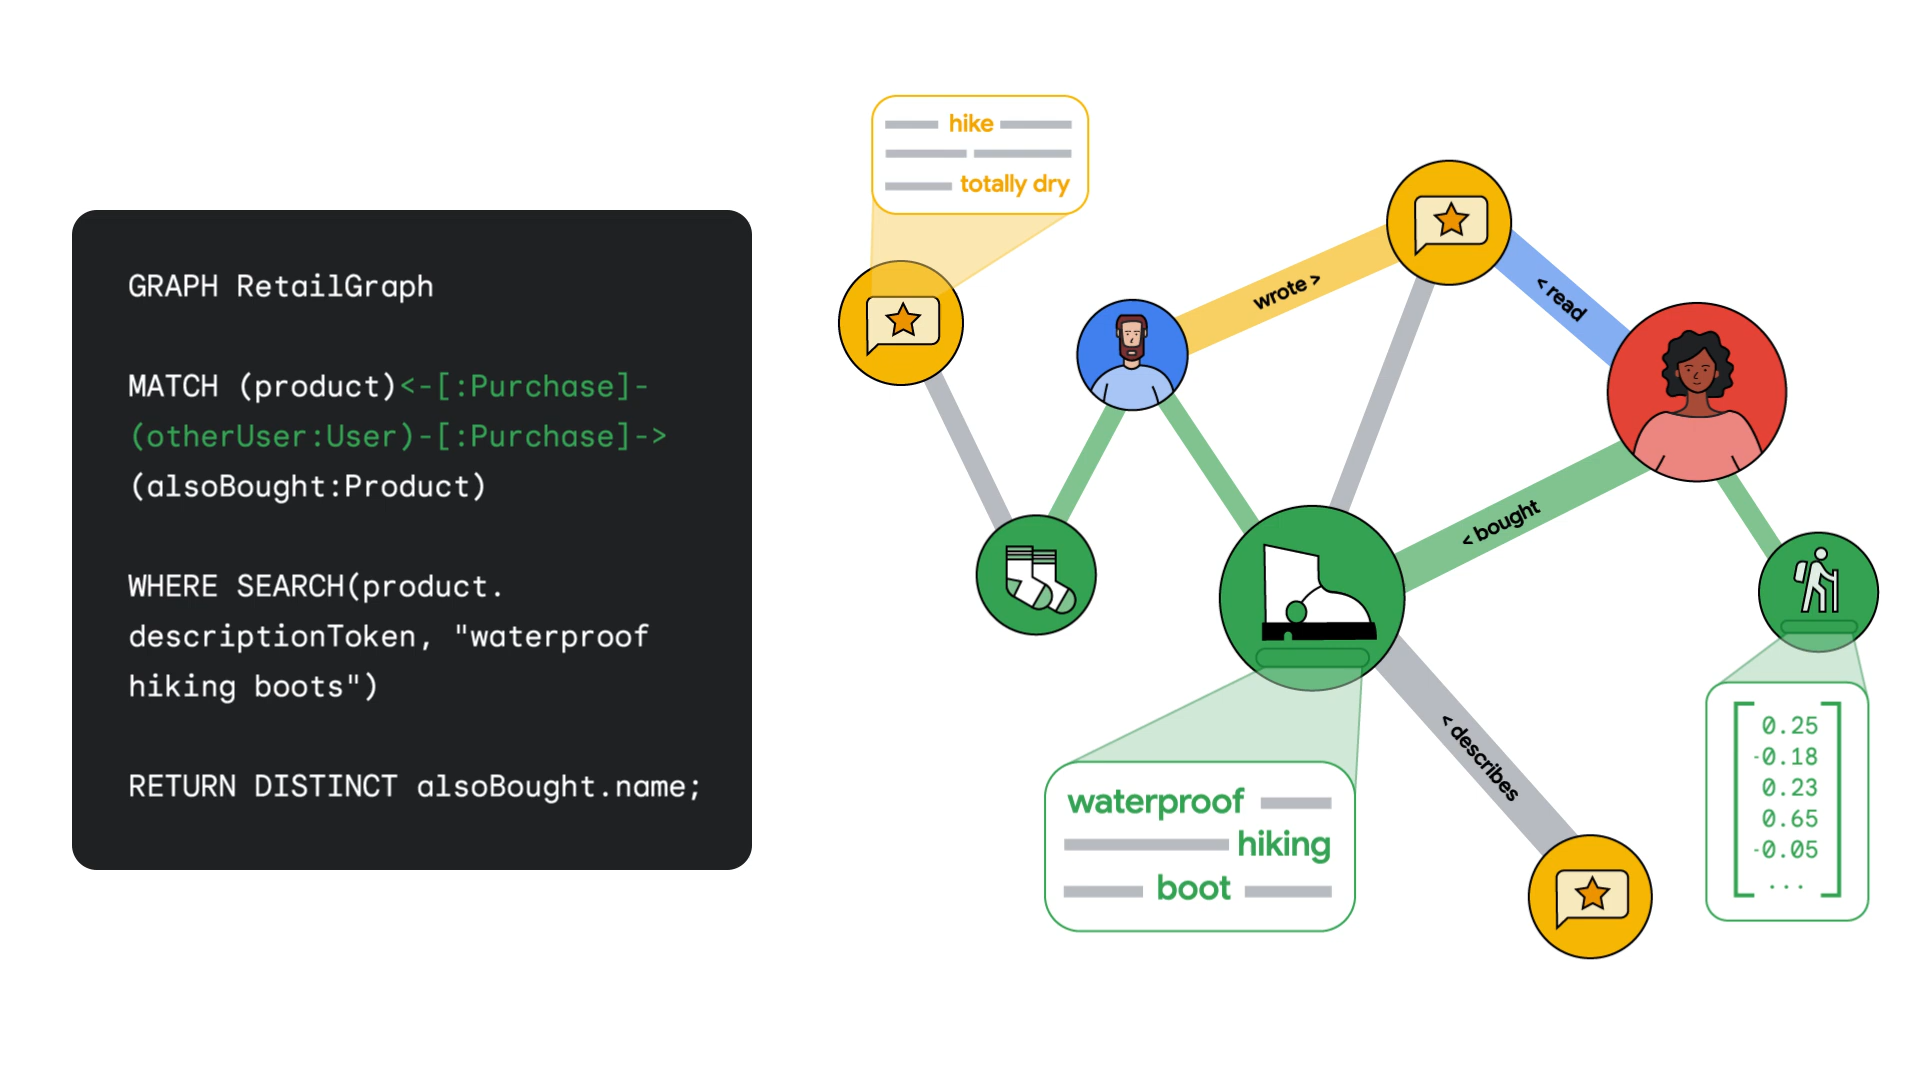 GRAPH RetailGraph
MATCH (product)<-[:Purchase]-
(otherUser:User)-[:Purchase]->
(alsoBought:Product)
WHERE SEARCH(product.
descriptionToken, "waterproof
hiking boots")
RETURN DISTINCT alsoBought.name;
hike
totally dry
wrote >
< read
< bought
< describes
waterproof
hiking
boot
0.25
-0.18
0.23
0.65
-0.05
...